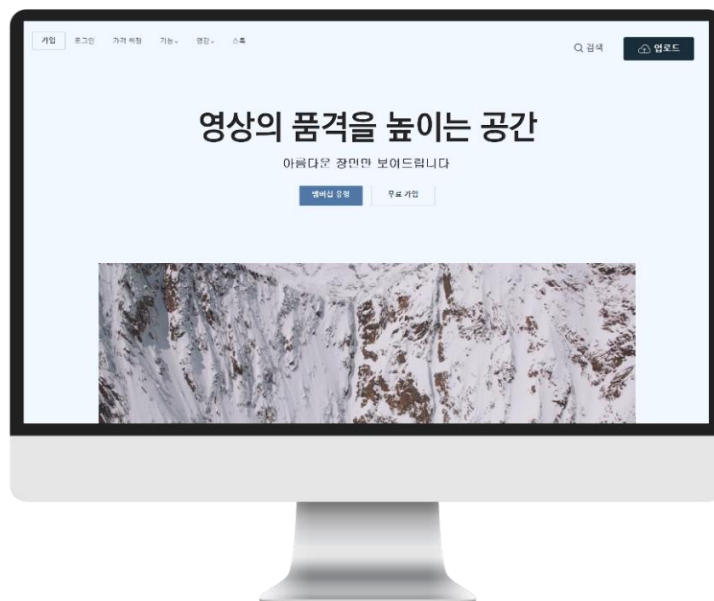 가입 로그인 가격 책정 기능 영감 스톡
검색 업로드
영상의 품격을 높이는 공간
아름다운 장면만 보여드립니다
멤버십 유형 무료 가입